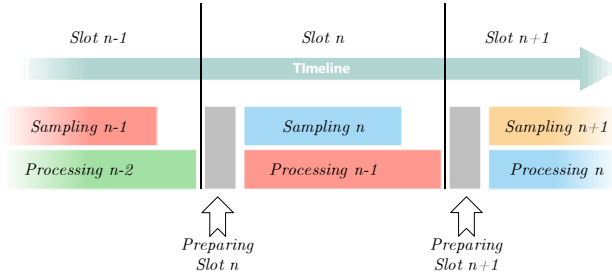 Slot n-1
Slot n
Slot n+1
TImeline
Sampling n-1
Sampling n
Sampling n+1
Processing n-2
Processing n-1
Processing n
Preparing
Slot n
Preparing
Slot n+1